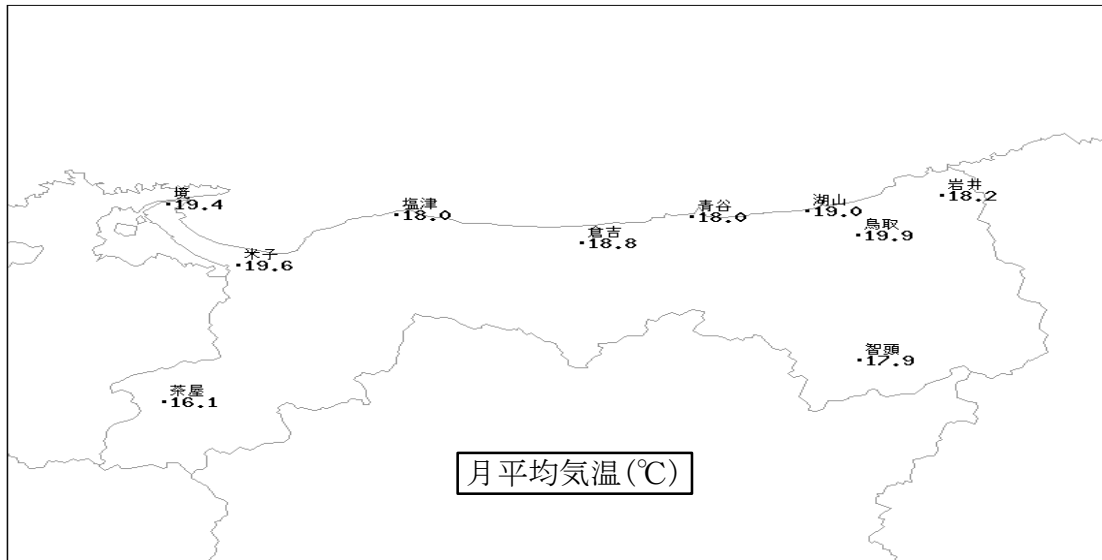 境
19.4
米子
19.6
塩津
18.0
倉吉
18.8
青谷
18.0
湖山
19.0
鳥取
19.9
岩井
18.2
智頭
17.9
茶屋
16.1
月平均気温(℃)